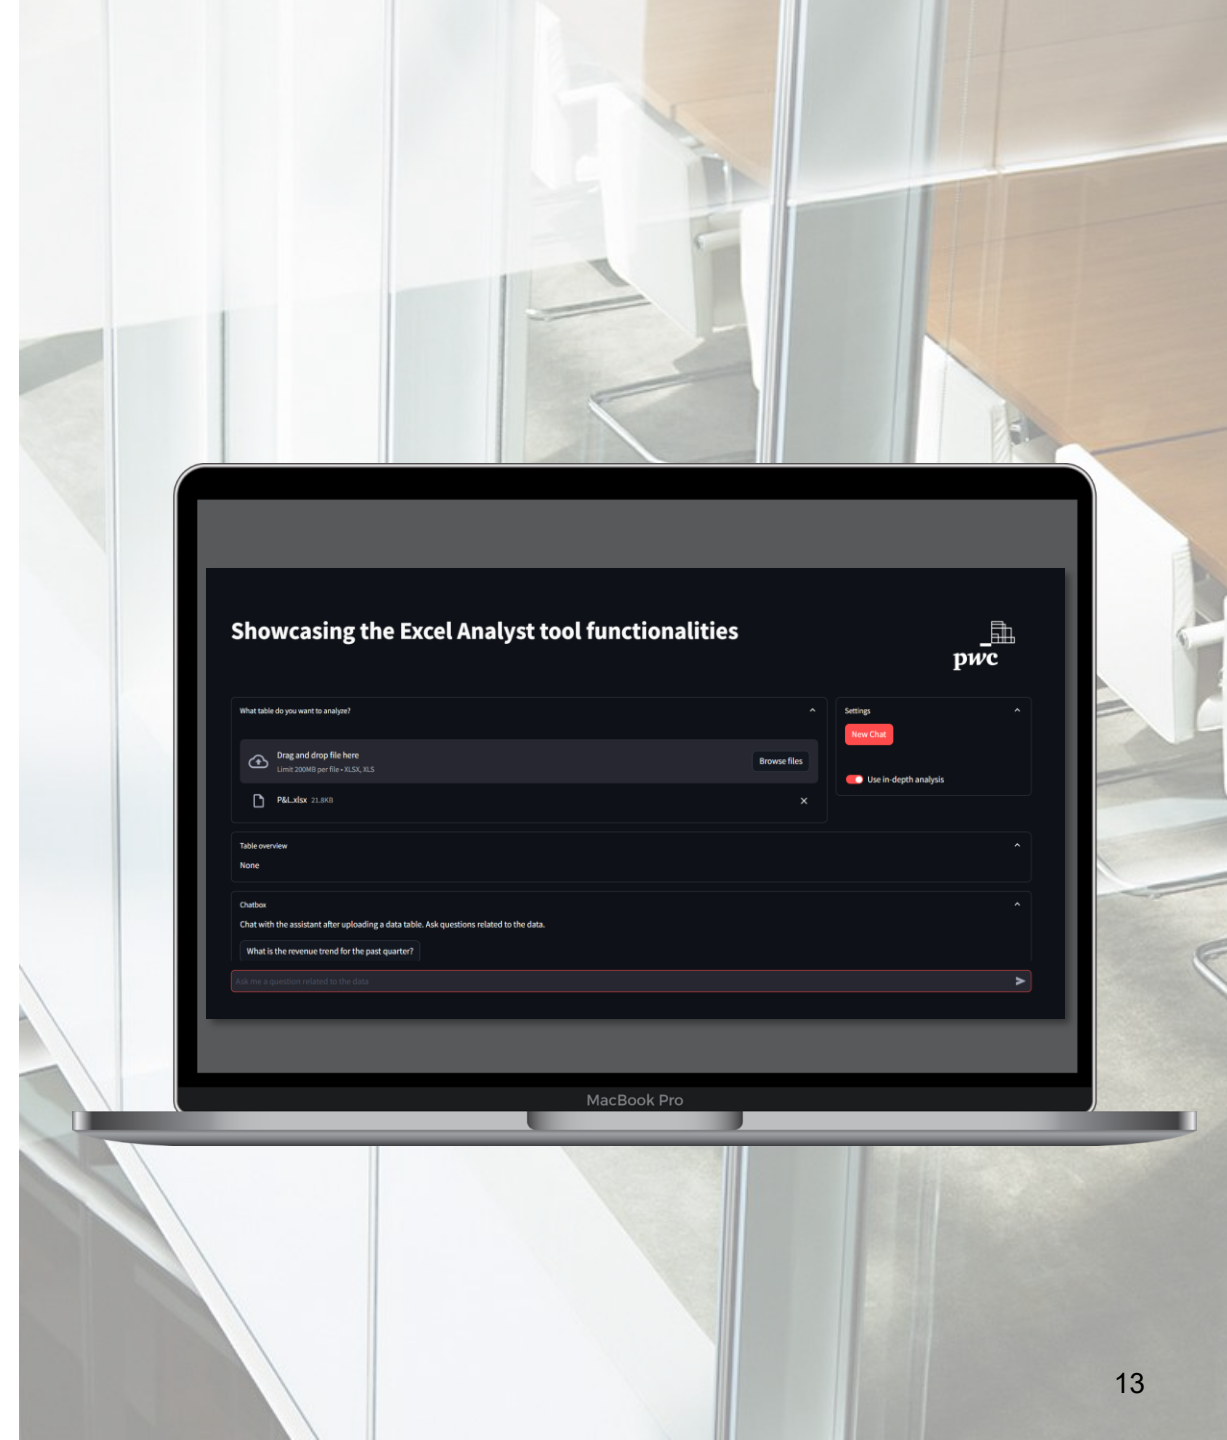 Showcasing the Excel Analyst tool functionalities
pwc
What table do you want to analyze?
Settings
New Chat
Drag and drop file here
Limit 200MB per file • XLSX, XLS
Browse files
Use in-depth analysis
P&L.xlsx 21.8KB
Table overview
None
Chatbox
Chat with the assistant after uploading a data table. Ask questions related to the data.
What is the revenue trend for the past quarter?
Ask me a question related to the data
MacBook Pro
13